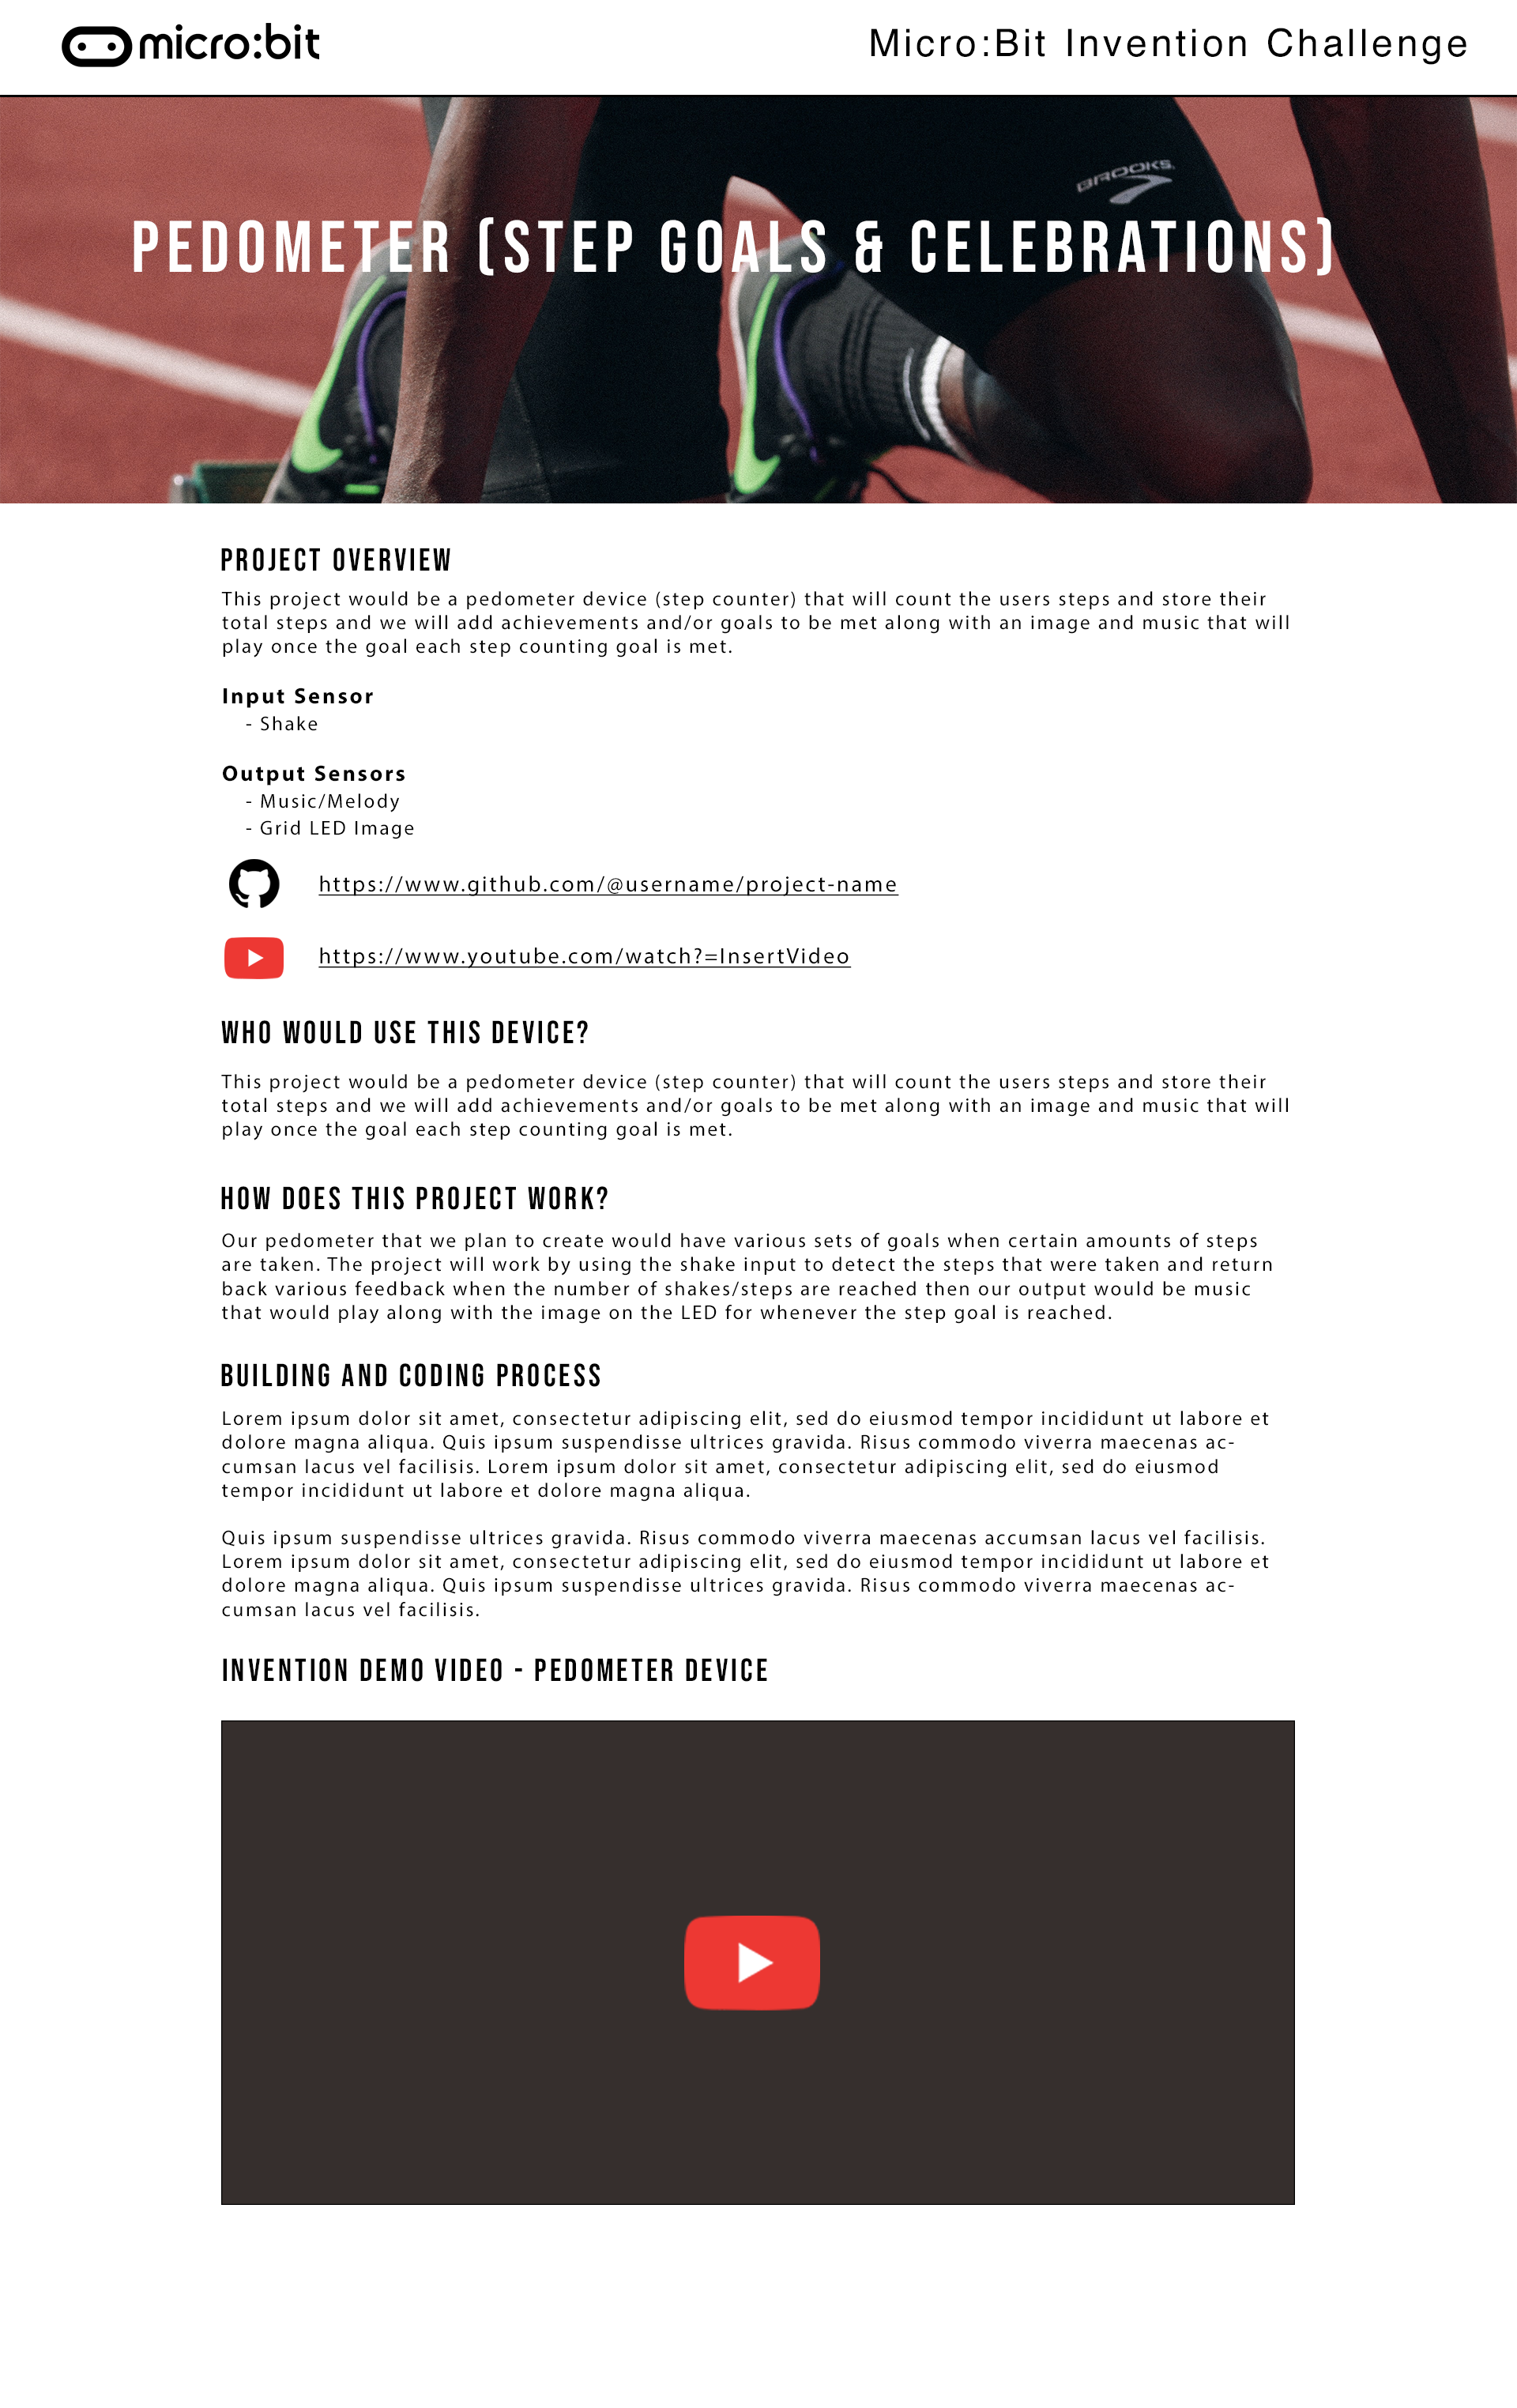 micro:bit
Micro:Bit Invention Challenge
BROOKS
PEDOMETER (STEP GOALS & CELEBRATIONS)
PROJECT OVERVIEW
This project would be a pedometer device (step counter) that will count the users steps and store their
total steps and we will add achievements and/or goals to be met along with an image and music that will
play once the goal each step counting goal is met.
Input Sensor
- Shake
Output Sensors
- Music/Melody
- Grid LED Image
https://www.github.com/@username/project-name
https://www.youtube.com/watch?=InsertVideo
WHO WOULD USE THIS DEVICE?
This project would be a pedometer device (step counter) that will count the users steps and store their
total steps and we will add achievements and/or goals to be met along with an image and music that will
play once the goal each step counting goal is met.
HOW DOES THIS PROJECT WORK?
Our pedometer that we plan to create would have various sets of goals when certain amounts of steps
are taken. The project will work by using the shake input to detect the steps that were taken and return
back various feedback when the number of shakes/steps are reached then our output would be music
that would play along with the image on the LED for whenever the step goal is reached.
BUILDING AND CODING PROCESS
Lorem ipsum dolor sit amet, consectetur adipiscing elit, sed do eiusmod tempor incididunt ut labore et
dolore magna aliqua. Quis ipsum suspendisse ultrices gravida. Risus commodo viverra maecenas ac-
cumsan lacus vel facilisis. Lorem ipsum dolor sit amet, consectetur adipiscing elit, sed do eiusmod
tempor incididunt ut labore et dolore magna aliqua.
Quis ipsum suspendisse ultrices gravida. Risus commodo viverra maecenas accumsan lacus vel facilisis.
Lorem ipsum dolor sit amet, consectetur adipiscing elit, sed do eiusmod tempor incididunt ut labore et
dolore magna aliqua. Quis ipsum suspendisse ultrices gravida. Risus commodo viverra maecenas ac-
cumsan lacus vel facilisis.
INVENTION DEMO VIDEO - PEDOMETER DEVICE